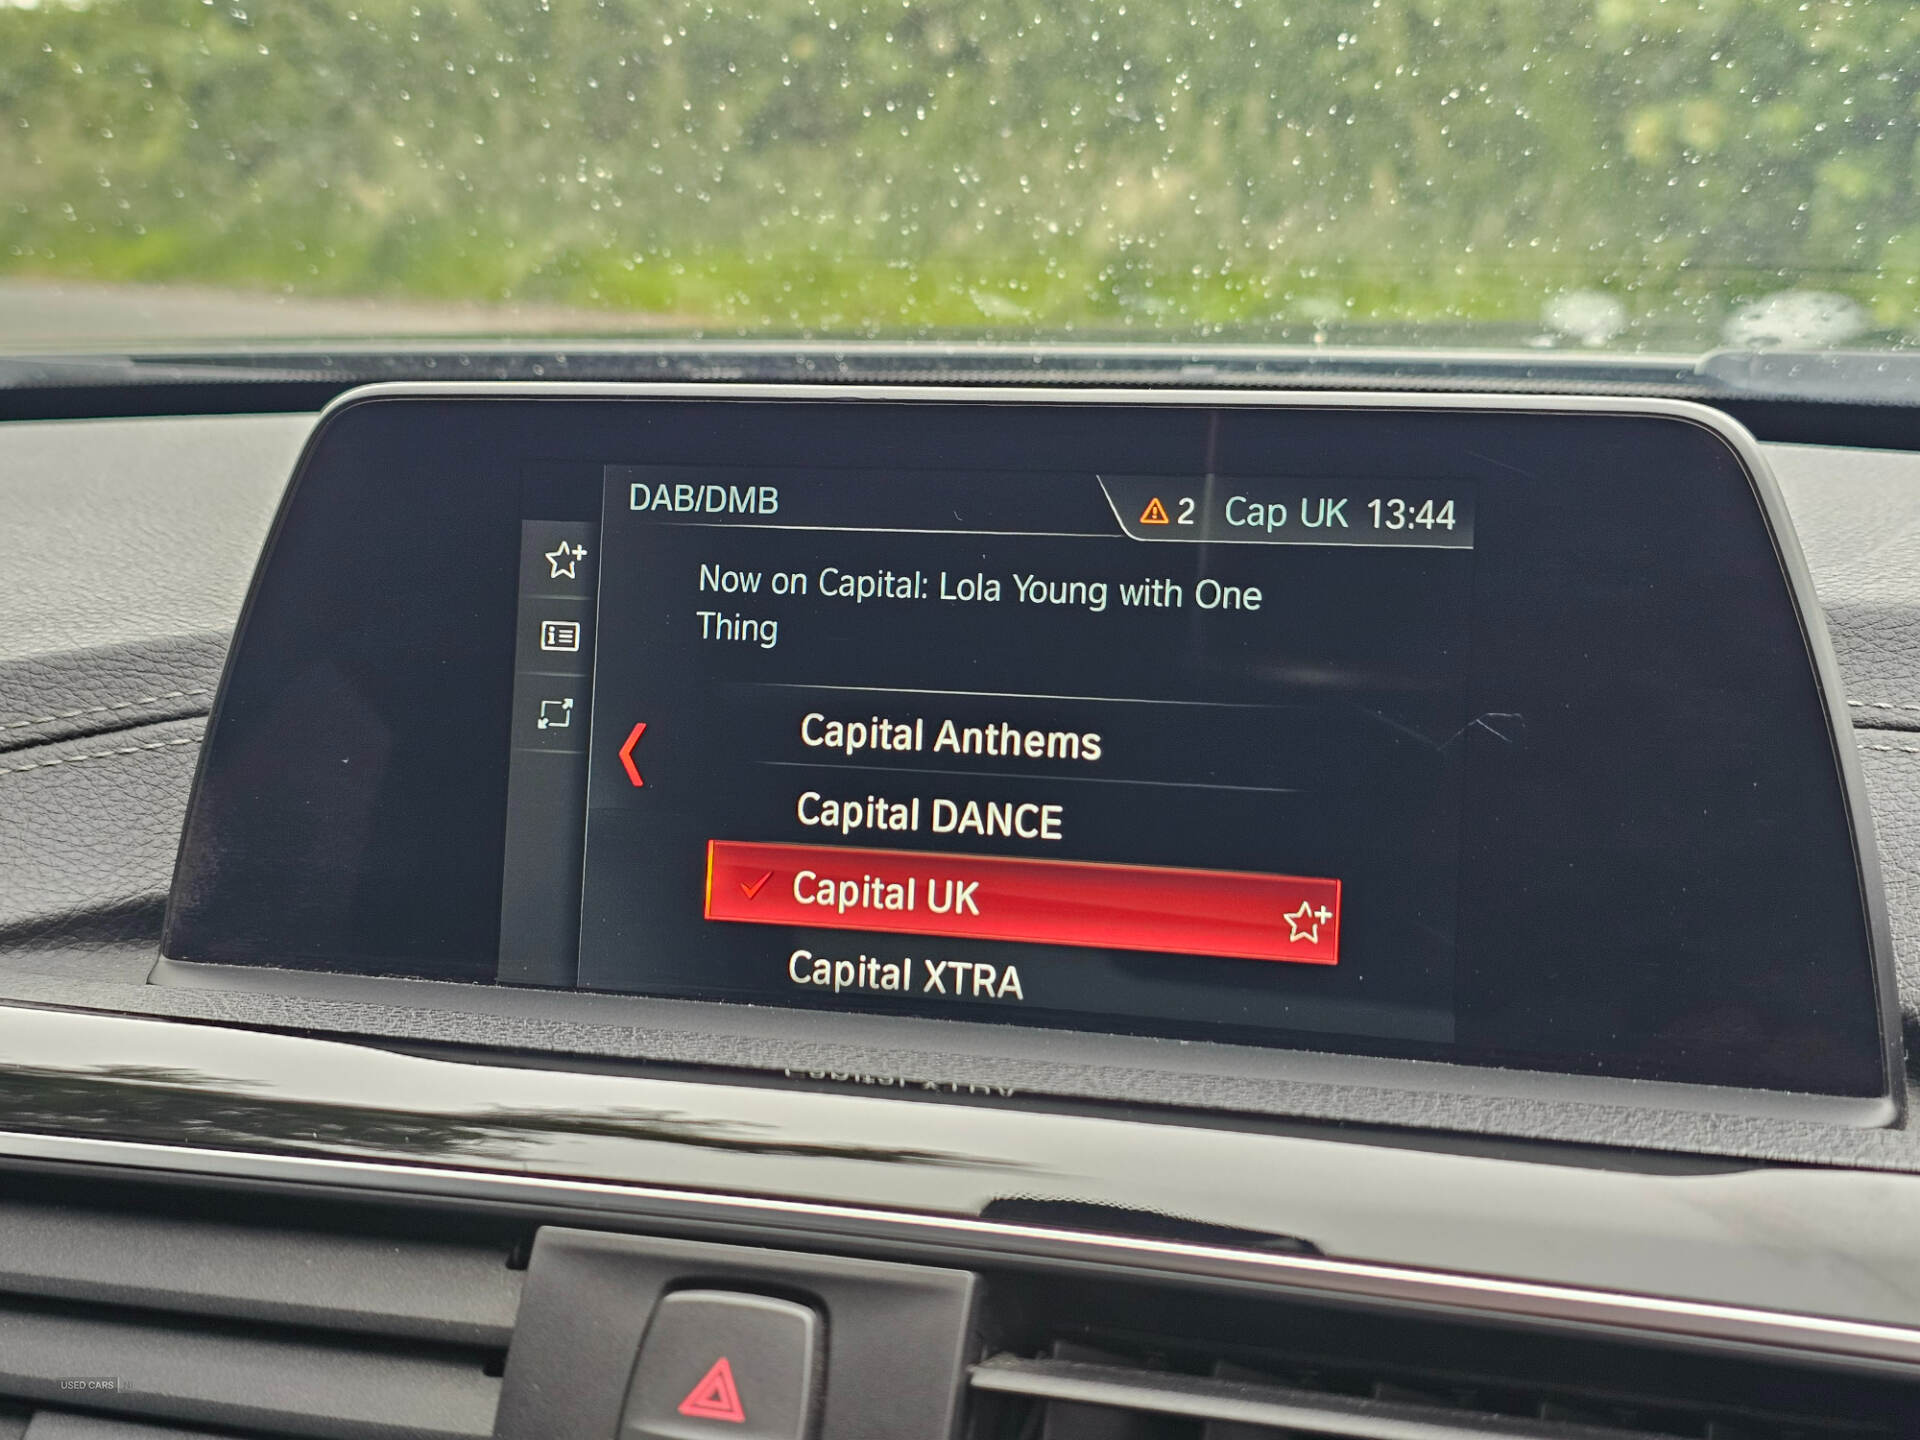 DAB/DMB
2 Cap UK 13:44
Now on Capital: Lola Young with One
Thing
Capital Anthems
Capital DANCE
Capital UK
Capital XTRA
USED CARS NI